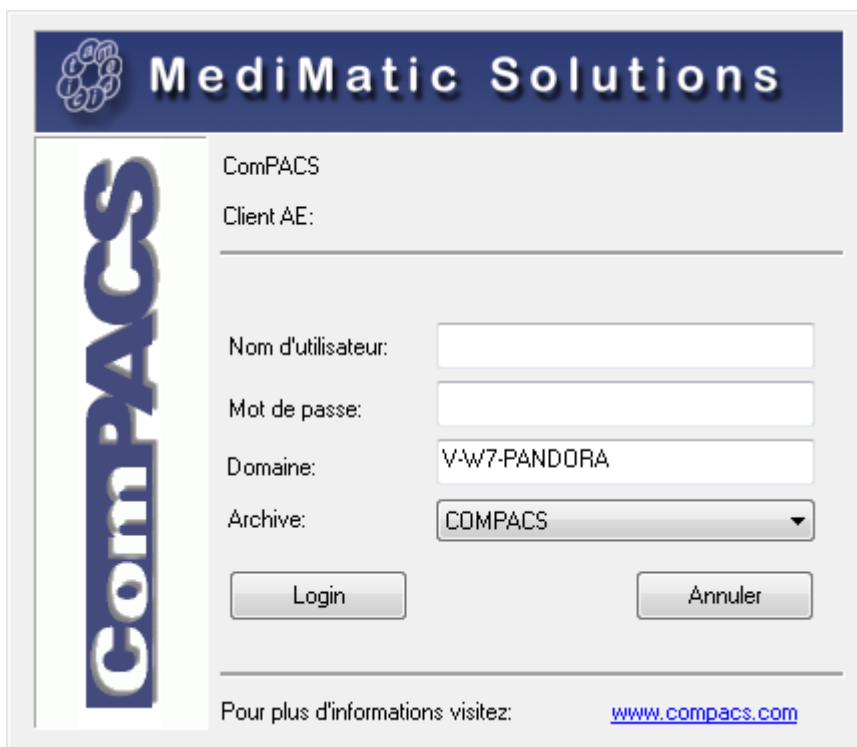 MediMatic Solutions
ComPACS
ComPACS
Client AE:
Nom d'utilisateur:
Mot de passe:
Domaine: V-W7-PANDORA
Archive: COMPACS
Login Annuler
Pour plus d'informations visitez: www.compacs.com